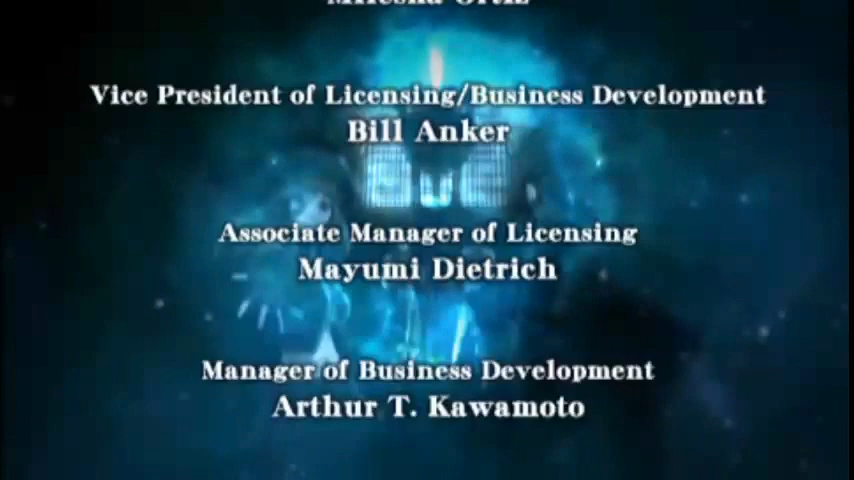 Vice President of Licensing/Business Development
Bill Anker
Associate Manager of Licensing
Mayumi Dietrich
Manager of Business Development
Arthur T. Kawamoto